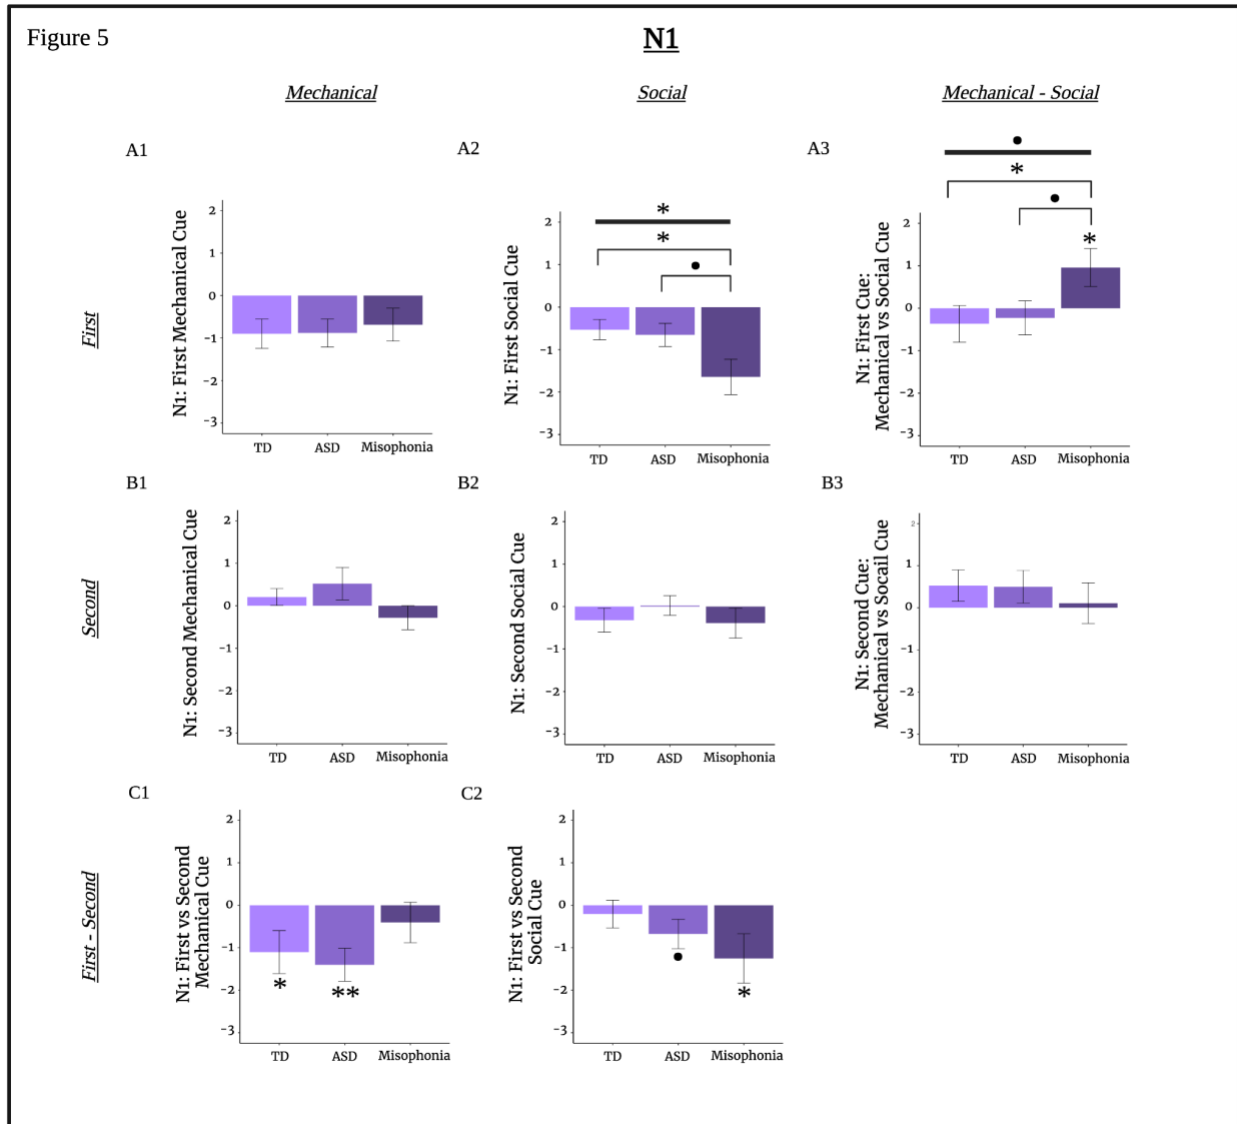 Figure 5
N1
Mechanical
Social
Mechanical - Social
First
A1
N1: First Mechanical Cue
2
1
0
-1
-2
-3
TD ASD Misophonia
A2
N1: First Social Cue
*
*
•
2
1
0
-1
-2
-3
TD ASD Misophonia
A3
N1: First Cue:
Mechanical vs Social Cue
•
*
•
*
2
1
0
-1
-2
-3
TD ASD Misophonia
Second
B1
N1: Second Mechanical Cue
2
1
0
-1
-2
-3
TD ASD Misophonia
B2
N1: Second Social Cue
2
1
0
-1
-2
-3
TD ASD Misophonia
B3
N1: Second Cue:
Mechanical vs Socail Cue
2
1
0
-1
-2
-3
TD ASD Misophonia
First - Second
C1
N1: First vs Second
Mechanical Cue
2
1
0
-1
-2
-3
* **
TD ASD Misophonia
C2
N1: First vs Second
Social Cue
2
1
0
-1
-2
-3
• *
TD ASD Misophonia